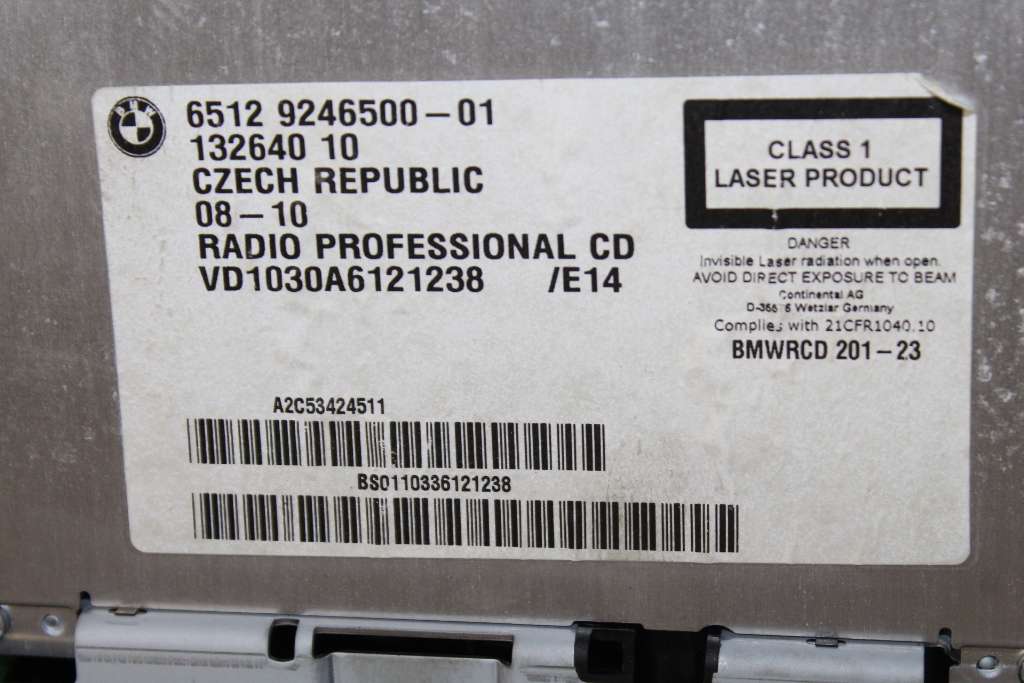 BMW
6512 9246500-01
132640 10
CZECH REPUBLIC
08-10
RADIO PROFESSIONAL CD
VD1030A6121238 /E14
CLASS 1
LASER PRODUCT
DANGER
Invisible Laser radiation when open.
AVOID DIRECT EXPOSURE TO BEAM
Continental AG
Wetzlar Germany
Complies with 21CFR1040.10
BMWRCD 201-23
A2C53424511
BS0110336121238